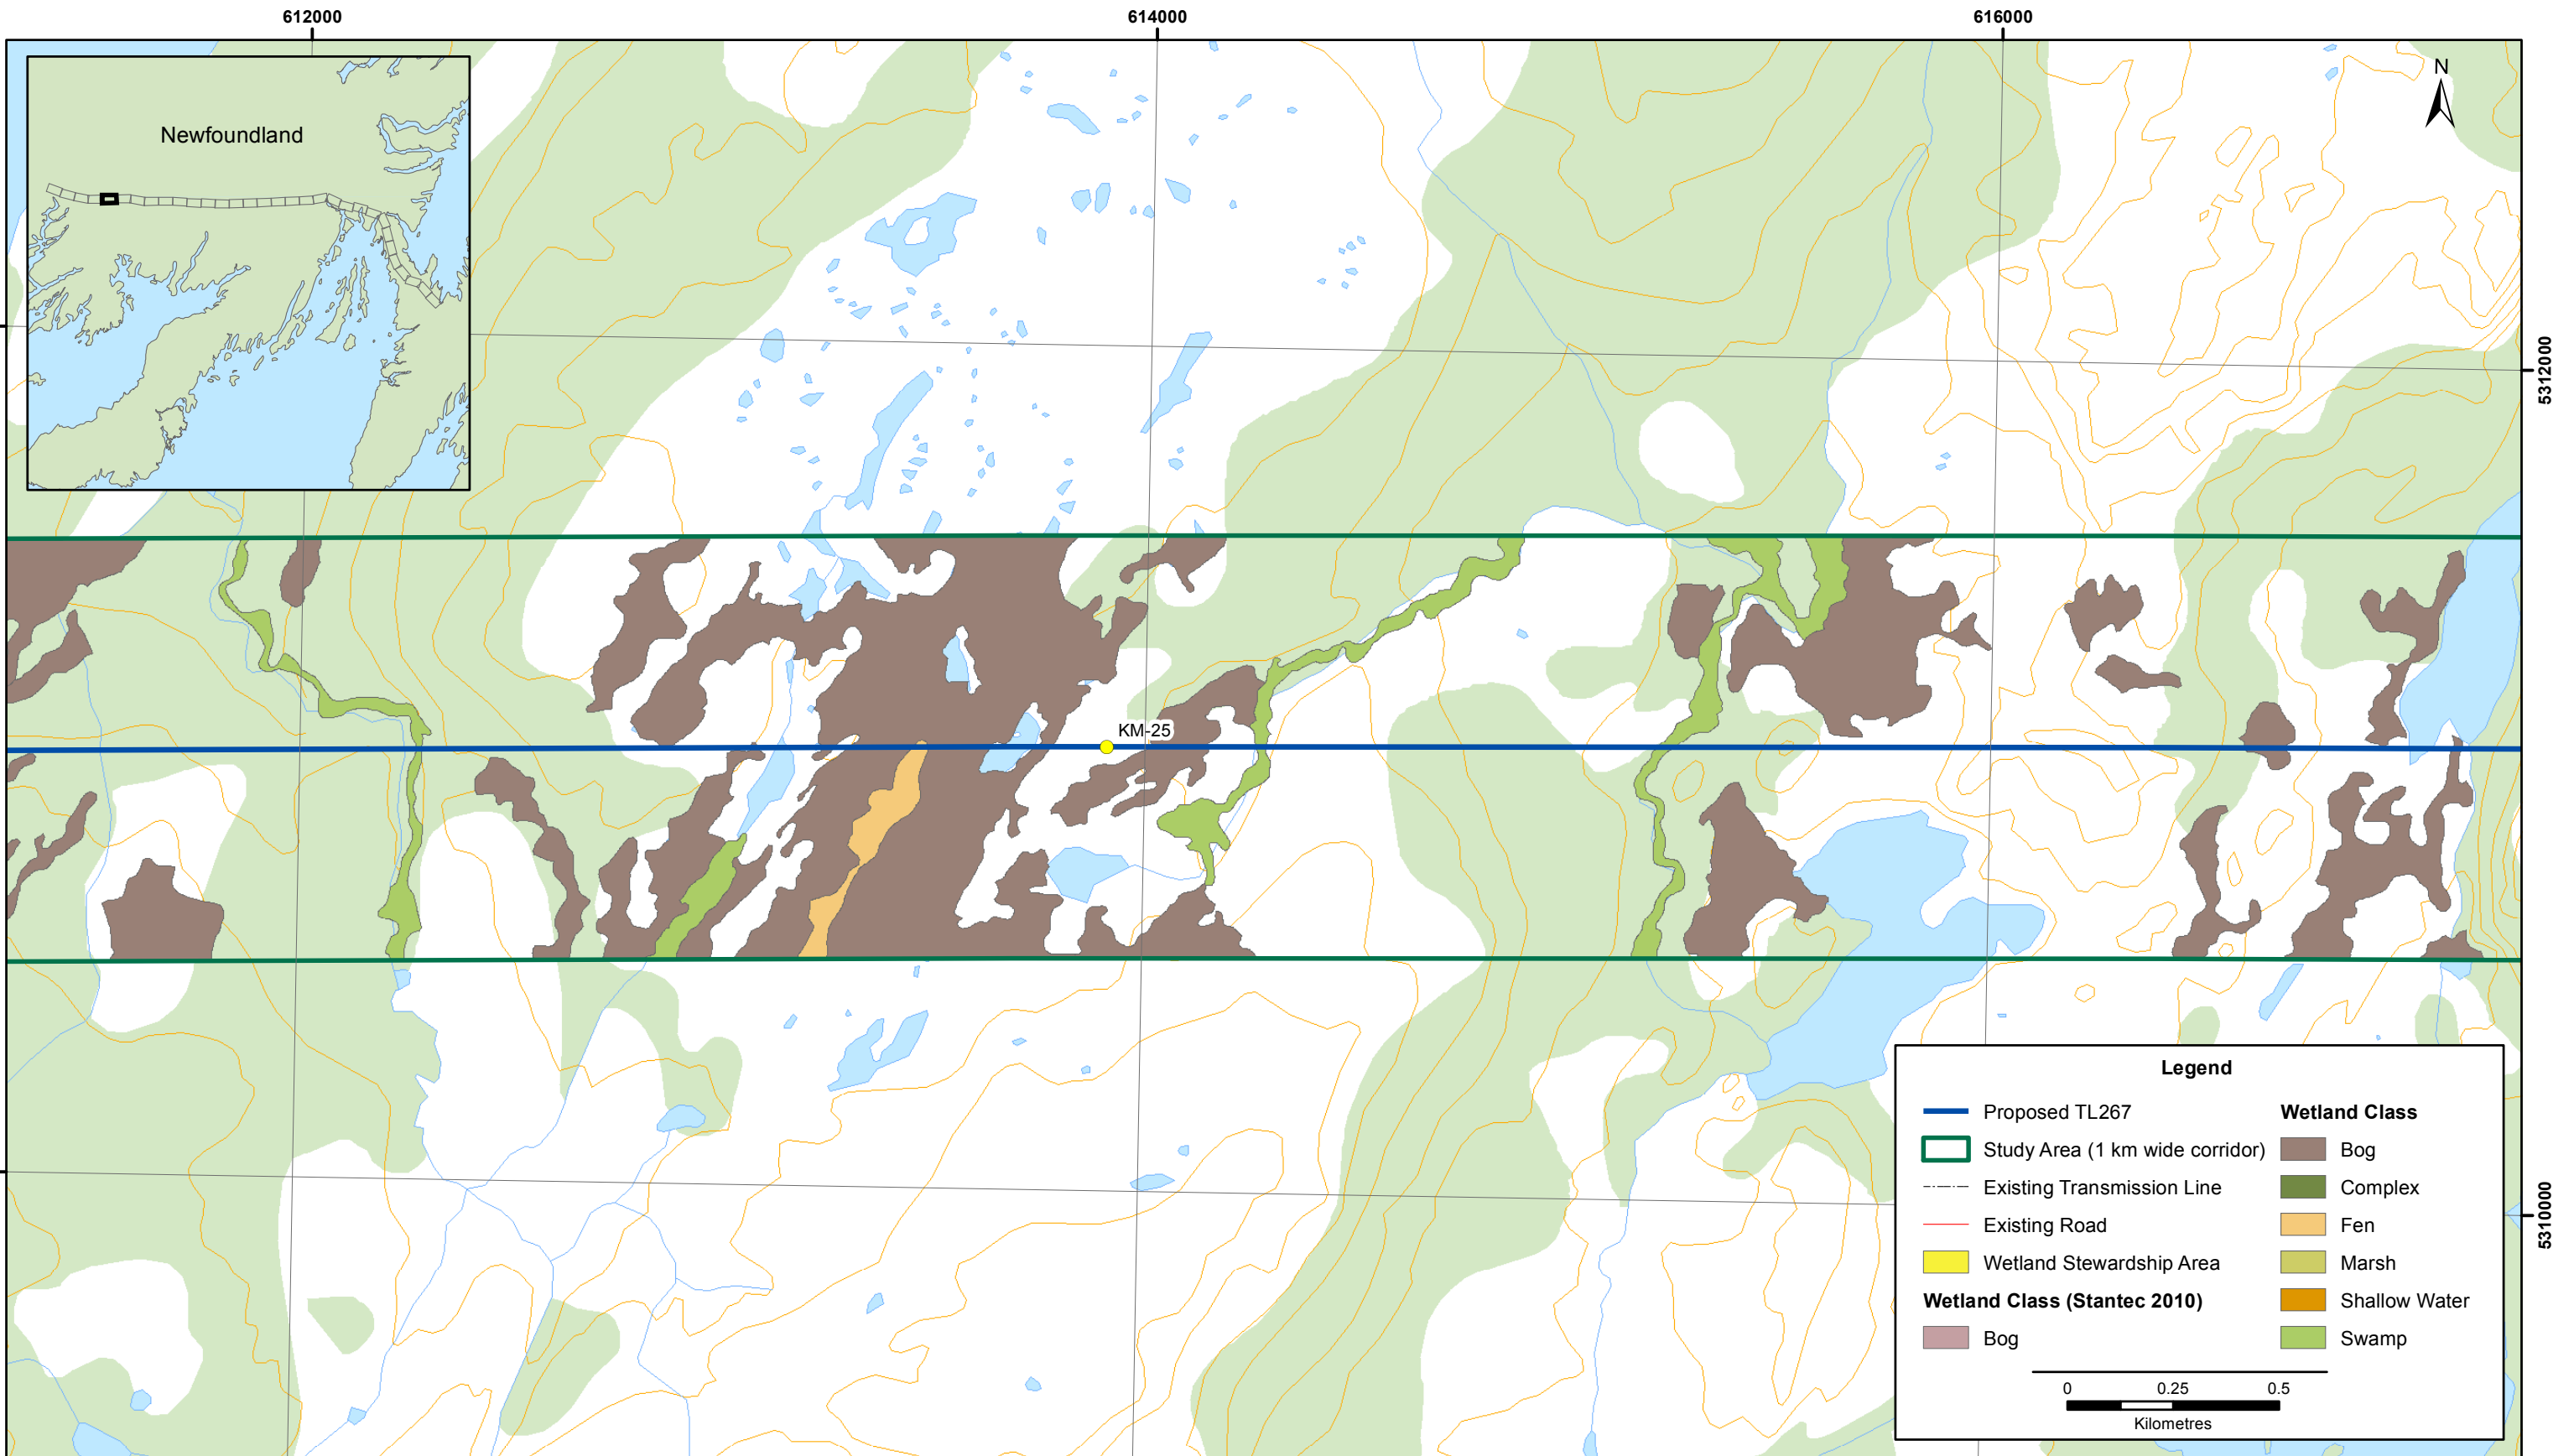 612000
614000
616000
Newfoundland
N
5312000
KM-25
5310000
Legend
Proposed TL267
Study Area (1 km wide corridor)
Existing Transmission Line
Existing Road
Wetland Stewardship Area
Wetland Class (Stantec 2010)
Bog
Wetland Class
Bog
Complex
Fen
Marsh
Shallow Water
Swamp
0 0.25 0.5
Kilometres